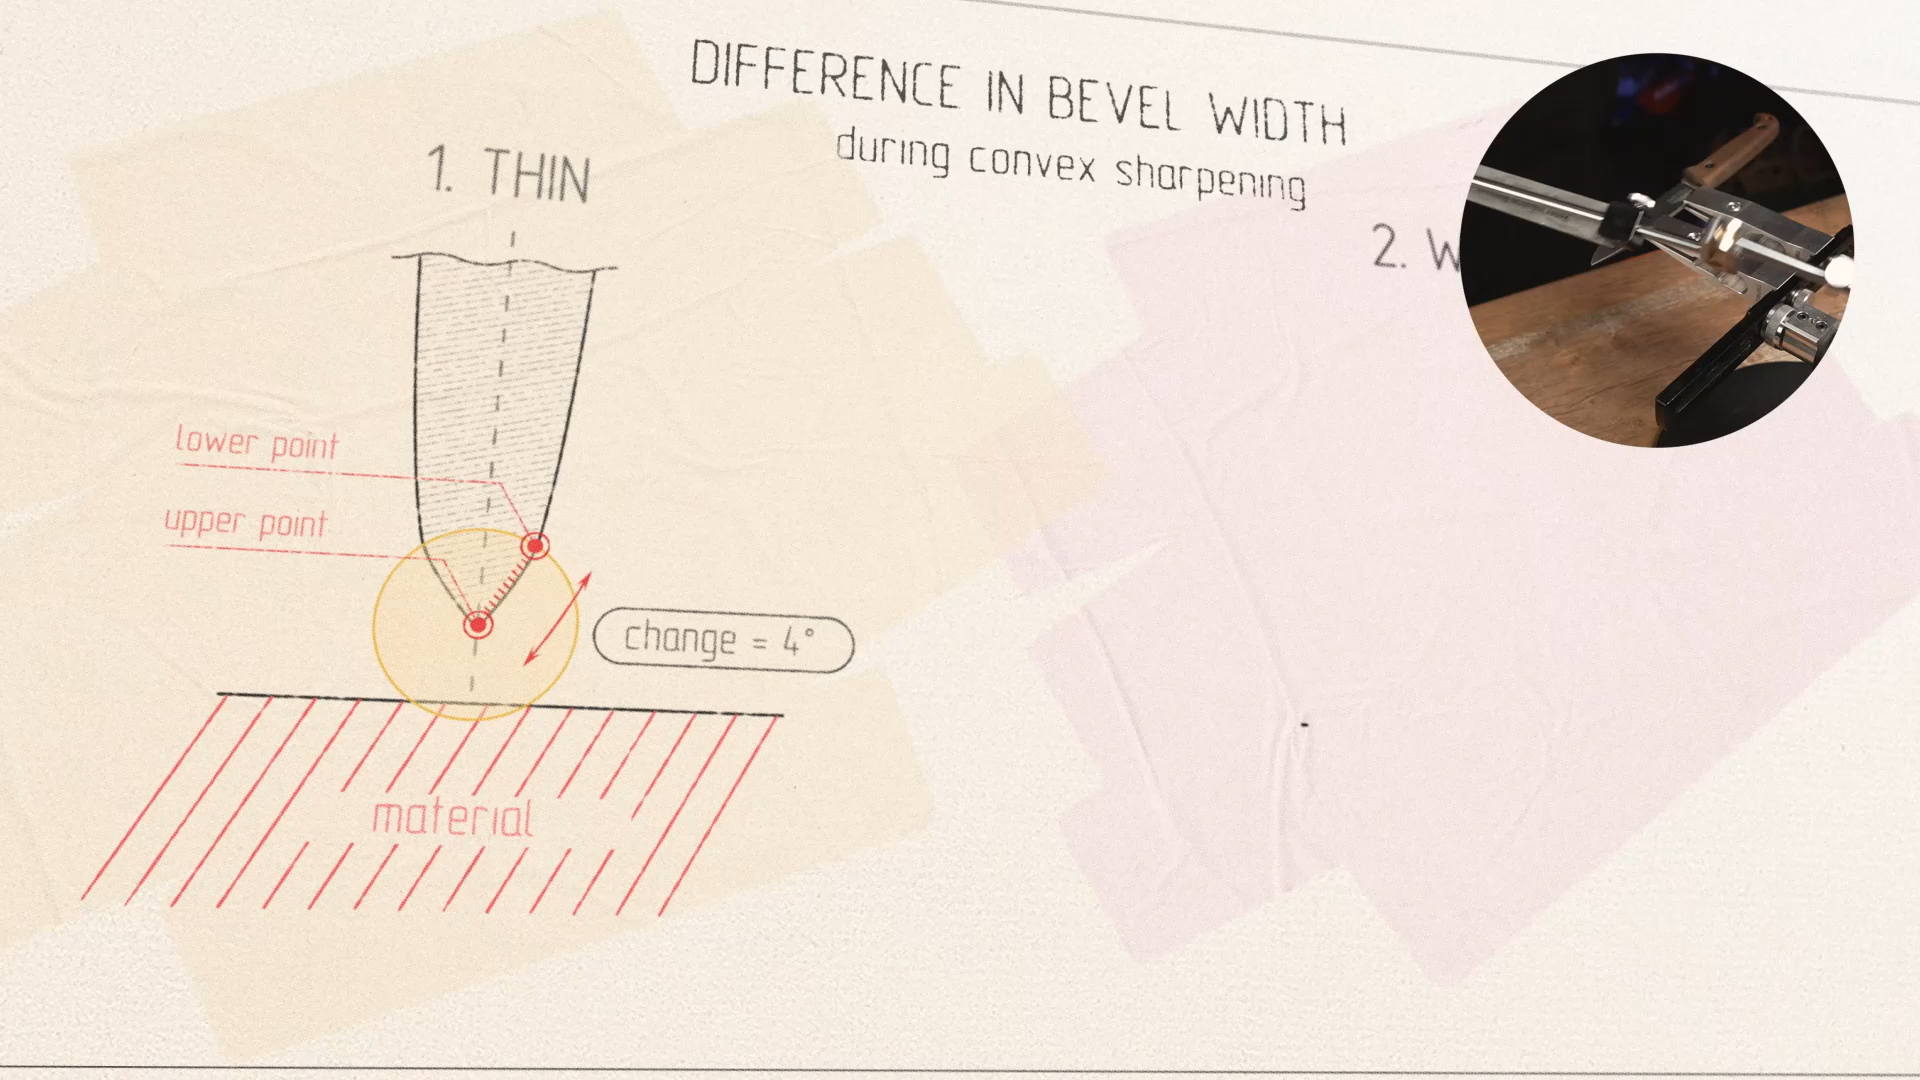 DIFFERENCE IN BEVEL WIDTH
during convex sharpening
1. THIN
lower point
upper point
change = 4°
material
2. W